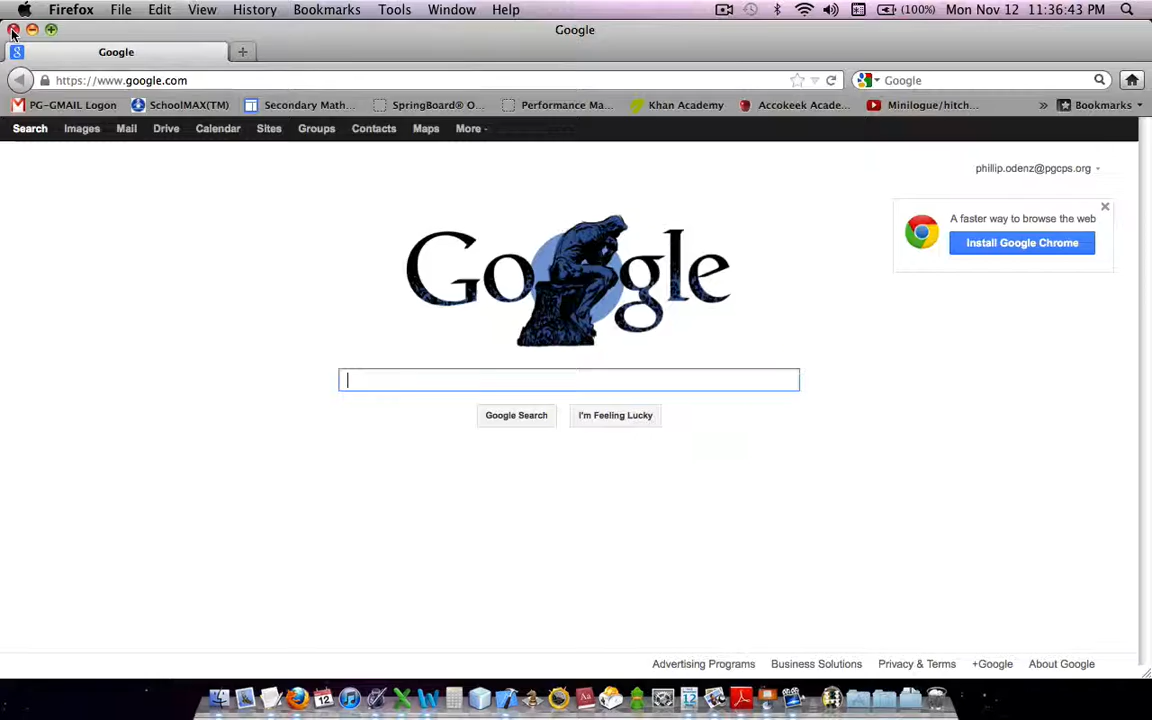 Firefox File Edit View History Bookmarks Tools Window Help (100%) Mon Nov 12 11:36:43 PM
Google
Google
https://www.google.com Google
PG-GMAIL Logon SchoolMAX(TM) Secondary Math... SpringBoard® O... Performance Ma... Khan Academy Accokeek Acade... Minilogue/hitch... » Bookmarks
Search Images Mail Drive Calendar Sites Groups Contacts Maps More
phillip.odenz@pgcps.org
A faster way to browse the web
Install Google Chrome
Google
Google Search I'm Feeling Lucky
Advertising Programs Business Solutions Privacy & Terms +Google About Google